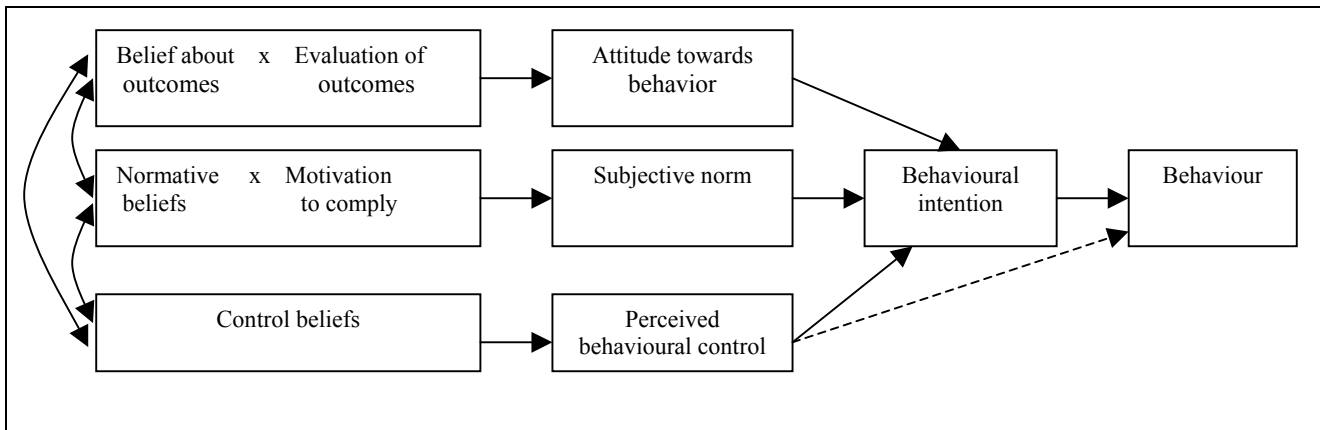 Belief about x Evaluation of
outcomes outcomes
Attitude towards
behavior
Normative x Motivation
beliefs to comply
Subjective norm
Behavioural
intention
Behaviour
Control beliefs
Perceived
behavioural control